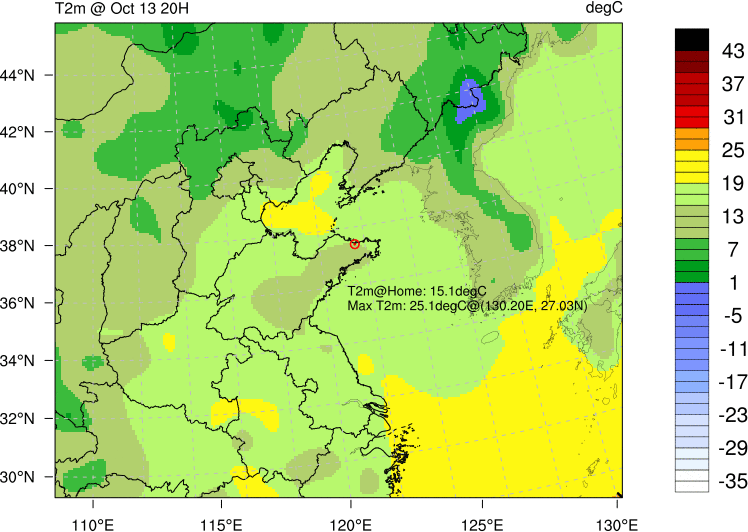 T2m @ Oct 13 20H
degC
44°N
42°N
40°N
38°N
36°N
34°N
32°N
30°N
110°E
115°E
120°E
125°E
130°E
T2m@Home: 15.1degC
Max T2m: 25.1degC@(130.20E, 27.03N)
43
37
31
25
19
13
7
1
-5
-11
-17
-23
-29
-35